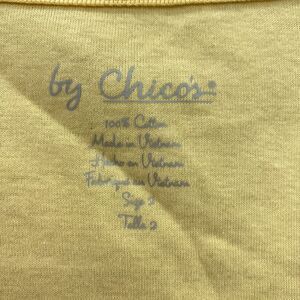 by Chico's®
100% Cotton
Made in Vietnam
Hecho en Vietnam
Fabriqué au Vietnam
Size 2
Talla 2